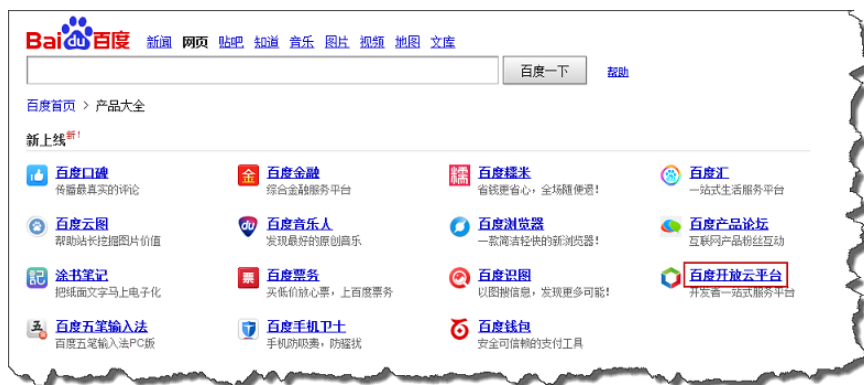 Bai du 百度 新闻 网页 贴吧 知道 音乐 图片 视频 地图 文库
百度一下 帮助
百度首页 > 产品大全
新上线新！
百度口碑 百度金融 百度糯米 百度汇
传播最真实的评论 综合金融服务平台 省钱更省心，全场随便退！ 一站式生活服务平台
百度云图 百度音乐人 百度浏览器 百度产品论坛
帮助站长挖掘图片价值 发现最好的原创音乐 一款简洁轻快的新浏览器！ 互联网产品粉丝互动
涂书笔记 百度票务 百度识图 百度开放云平台
把纸面文字马上电子化 买低价放心票，上百度票务 以图搜信息，发现更多可能！ 开发者一站式服务平台
百度五笔输入法 百度手机卫士 百度钱包
百度五笔输入法PC版 手机防吸费，防骚扰 安全可信赖的支付工具